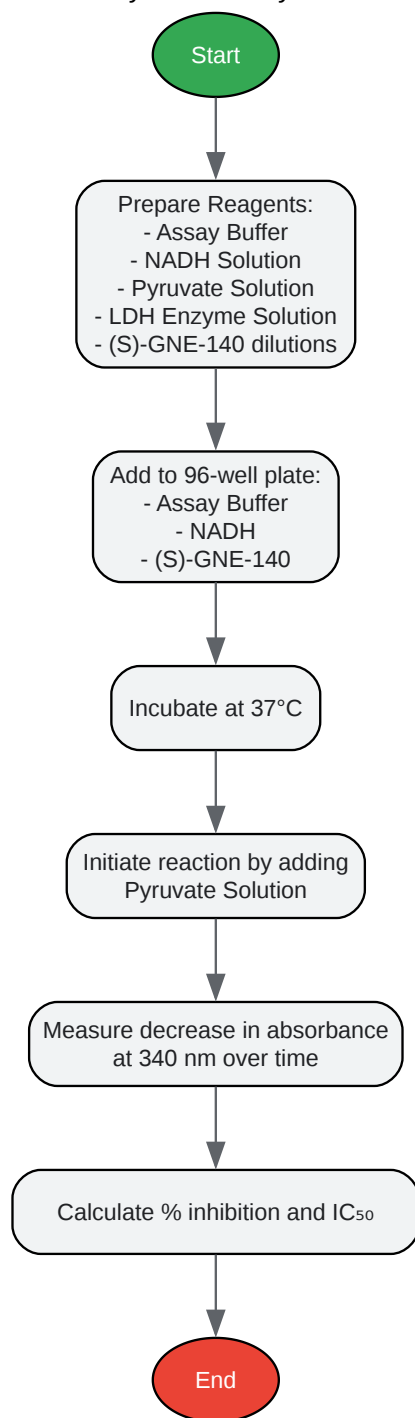 Start
Prepare Reagents:
- Assay Buffer
- NADH Solution
- Pyruvate Solution
- LDH Enzyme Solution
- (S)-GNE-140 dilutions
Add to 96-well plate:
- Assay Buffer
- NADH
- (S)-GNE-140
Incubate at 37°C
Initiate reaction by adding
Pyruvate Solution
Measure decrease in absorbance
at 340 nm over time
Calculate % inhibition and IC₅₀
End